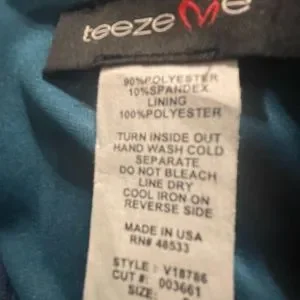 teeze Me
90%POLYESTER
10%SPANDEX
LINING
100%POLYESTER
TURN INSIDE OUT
HAND WASH COLD
SEPARATE
DO NOT BLEACH
LINE DRY
COOL IRON ON
REVERSE SIDE
MADE IN USA
RN# 48533
STYLE: V18786
CUT #: 003661
SIZE: